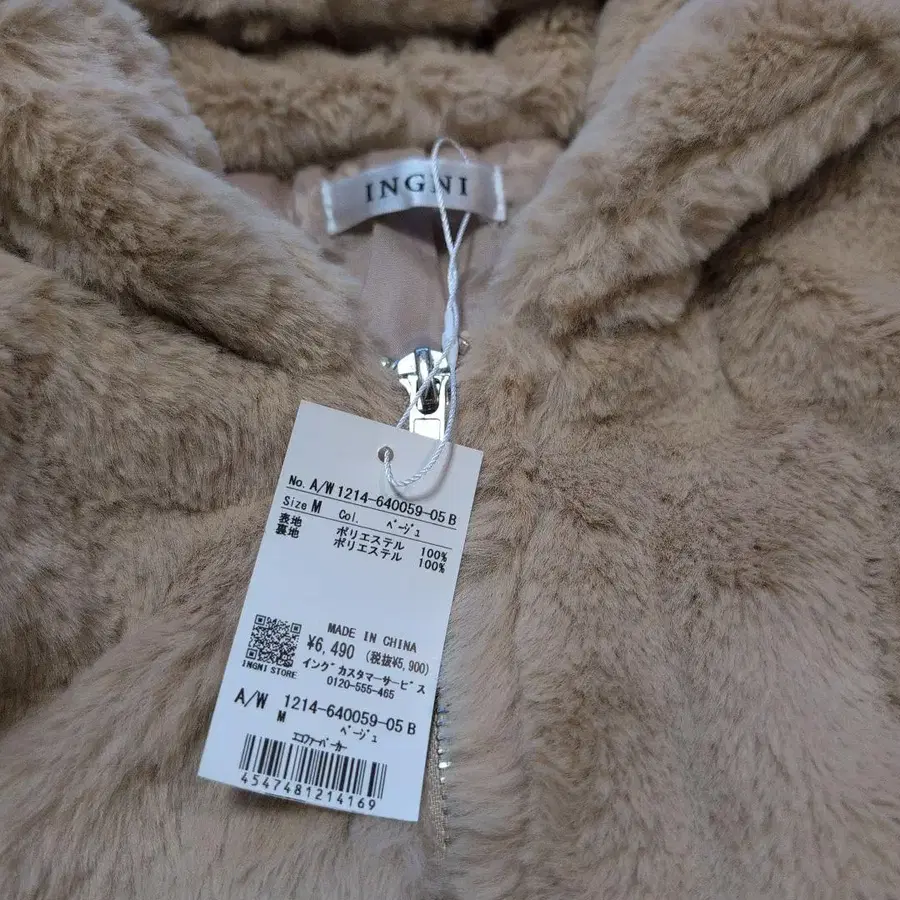 INGNI
No. A/W 1214-640059-05 B
Size M Col. ﾍﾞｰｼﾞｭ
表地 ポリエステル 100%
裏地 ポリエステル 100%
MADE IN CHINA
¥6,490 (税抜¥5,900)
INGNI STORE
イングカスタマーサービス
0120-555-465
A/W 1214-640059-05 B
M ﾍﾞｰｼﾞｭ
ｴｺﾌｧｰﾊﾟｰｶｰ
4547481214169